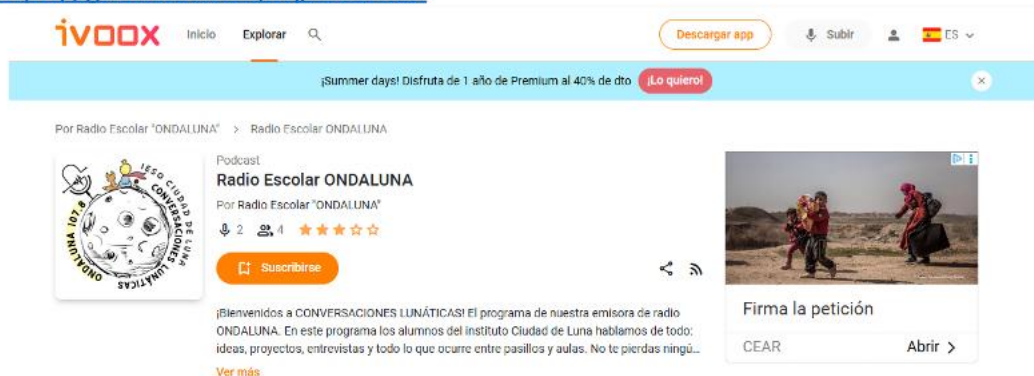 ivoox Inicio Explorar Descargar app Subir ES
¡Summer days! Disfruta de 1 año de Premium al 40% de dto ¡Lo quiero!
Por Radio Escolar "ONDALUNA" > Radio Escolar ONDALUNA
IESO CIUDAD DE LUNA
CONVERSACIONES LUNÁTICAS
ONDALUNA 107.8
Podcast
Radio Escolar ONDALUNA
Por Radio Escolar "ONDALUNA"
2 4
Suscribirse
¡Bienvenidos a CONVERSACIONES LUNÁTICAS! El programa de nuestra emisora de radio
ONDALUNA. En este programa los alumnos del instituto Ciudad de Luna hablamos de todo:
ideas, proyectos, entrevistas y todo lo que ocurre entre pasillos y aulas. No te pierdas ningú...
Ver más
Firma la petición
CEAR Abrir >